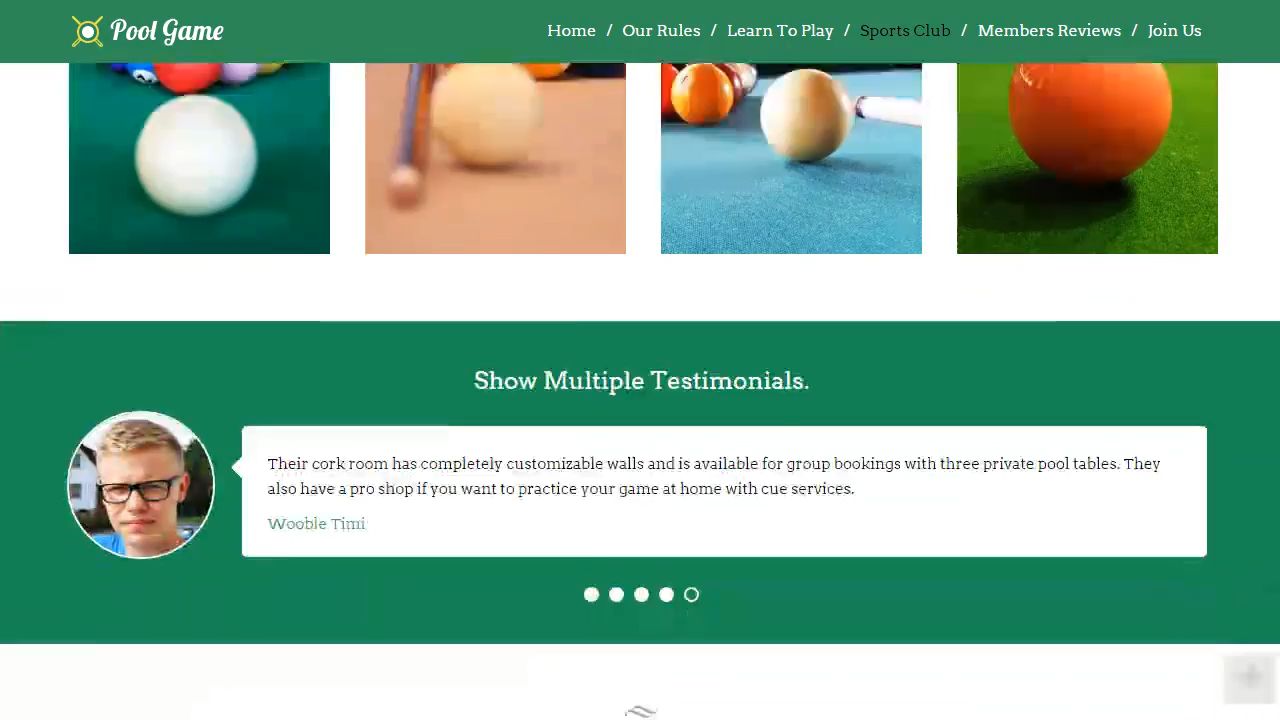 Pool Game
Home / Our Rules / Learn To Play / Sports Club / Members Reviews / Join Us
Show Multiple Testimonials.
Their cork room has completely customizable walls and is available for group bookings with three private pool tables. They
also have a pro shop if you want to practice your game at home with cue services.
Wooble Timi